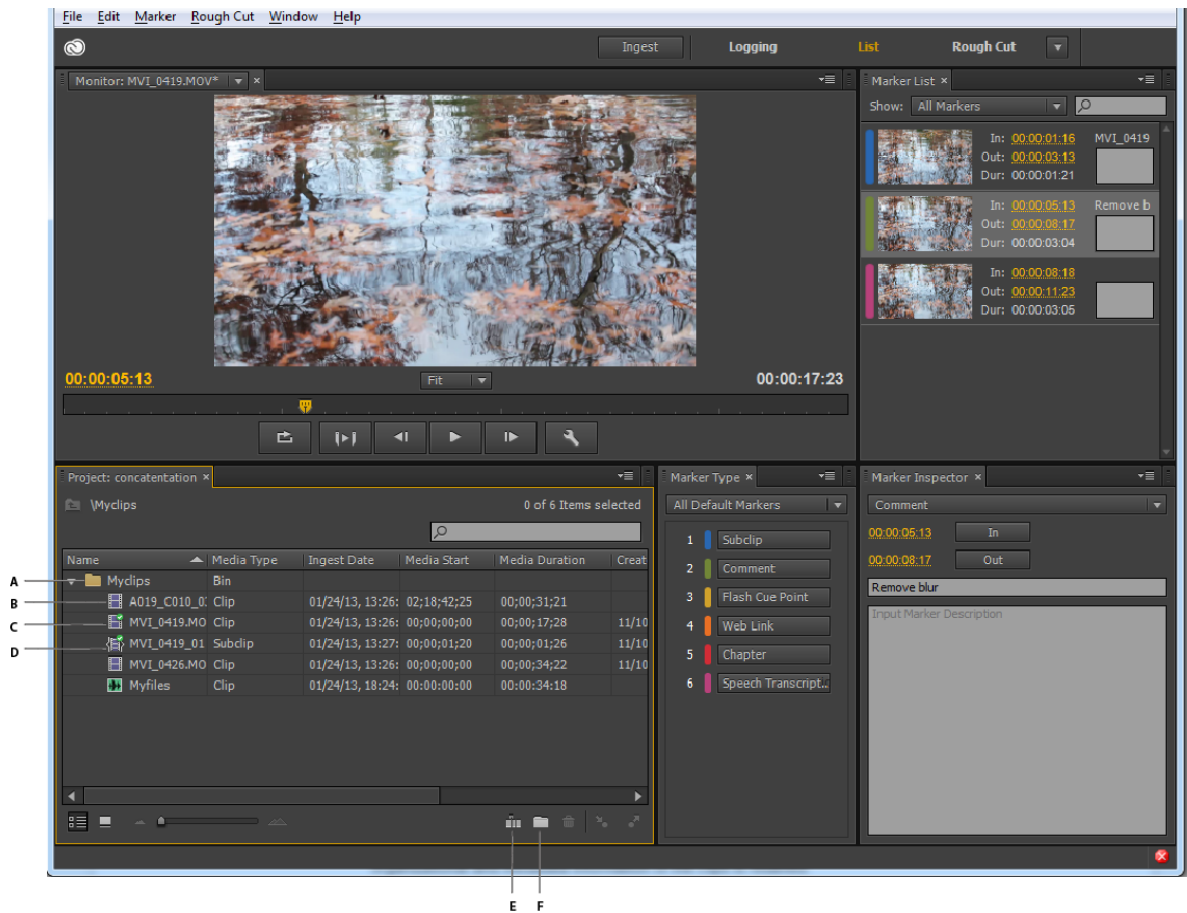 File Edit Marker Rough Cut Window Help
Ingest Logging List Rough Cut
Monitor: MVI_0419.MOV*
00:00:05:13 Fit 00:00:17:23
Marker List
Show: All Markers
In: 00:00:01:16 MVI_0419
Out: 00:00:03:13
Dur: 00:00:01:21
In: 00:00:05:13 Remove b
Out: 00:00:08:17
Dur: 00:00:03:04
In: 00:00:08:18
Out: 00:00:11:23
Dur: 00:00:03:05
Project: concatentation
\Myclips 0 of 6 Items selected
Name Media Type Ingest Date Media Start Media Duration Creat
A Myclips Bin
B A019_C010_0 Clip 01/24/13, 13:26: 02;18;42;25 00;00;31;21
C MVI_0419.MO Clip 01/24/13, 13:26: 00;00;00;00 00;00;17;28 11/10
D MVI_0419_01 Subclip 01/24/13, 13:27: 00;00;01;20 00;00;01;26 11/10
MVI_0426.MO Clip 01/24/13, 13:26: 00;00;00;00 00;00;34;22 11/10
Myfiles Clip 01/24/13, 18:24: 00:00:00:00 00:00:34:18
Marker Type
All Default Markers
1 Subclip
2 Comment
3 Flash Cue Point
4 Web Link
5 Chapter
6 Speech Transcript..
Marker Inspector
Comment
00:00:05:13 In
00:00:08:17 Out
Remove blur
Input Marker Description
E F